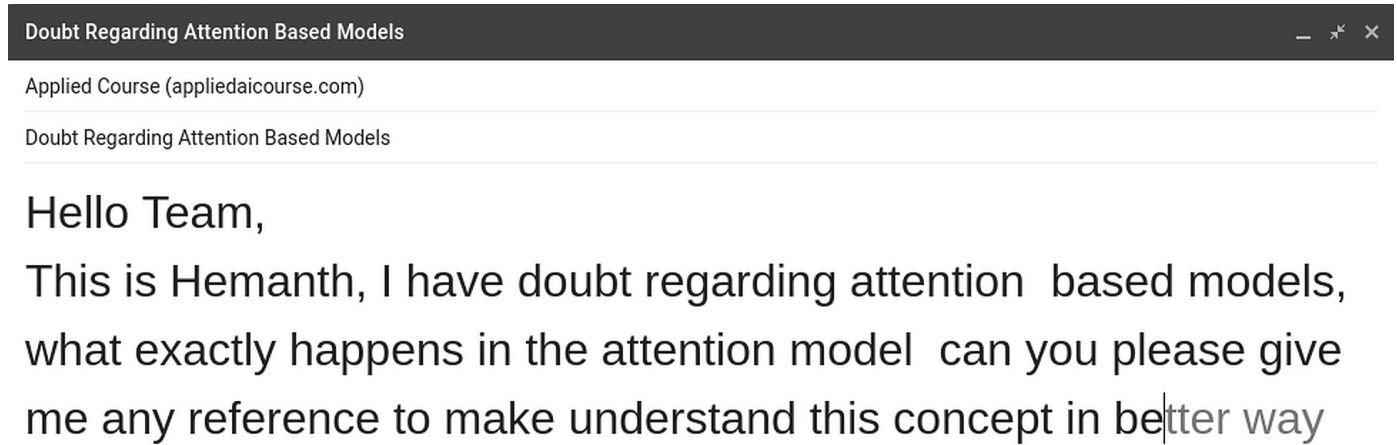 Doubt Regarding Attention Based Models
Applied Course (appliedaicourse.com)
Doubt Regarding Attention Based Models
Hello Team,
This is Hemanth, I have doubt regarding attention  based models,
what exactly happens in the attention model  can you please give
me any reference to make understand this concept in better way